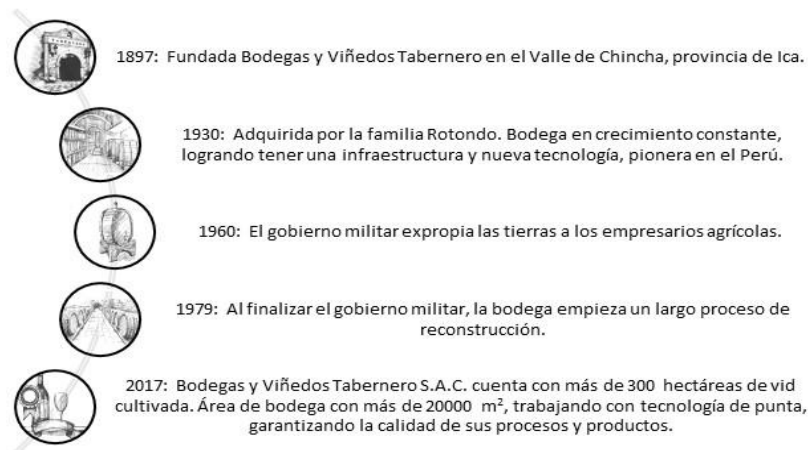 1897: Fundada Bodegas y Viñedos Tabernero en el Valle de Chincha, provincia de Ica.
1930: Adquirida por la familia Rotondo. Bodega en crecimiento constante,
logrando tener una infraestructura y nueva tecnología, pionera en el Perú.
1960: El gobierno militar expropia las tierras a los empresarios agrícolas.
1979: Al finalizar el gobierno militar, la bodega empieza un largo proceso de
reconstrucción.
2017: Bodegas y Viñedos Tabernero S.A.C. cuenta con más de 300 hectáreas de vid
cultivada. Área de bodega con más de 20000 m², trabajando con tecnología de punta,
garantizando la calidad de sus procesos y productos.